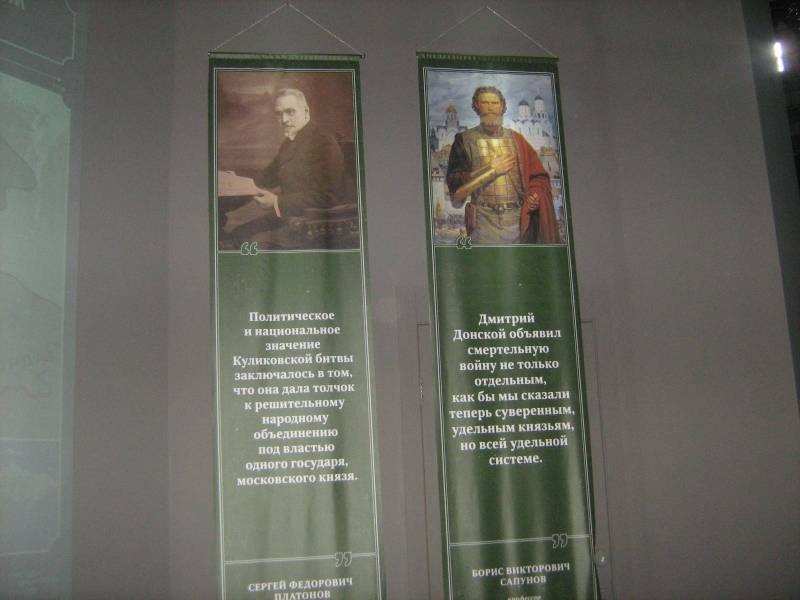 Политическое
и национальное
значение
Куликовской битвы
заключалось в том,
что она дала толчок
к решительному
народному
объединению
под властью
одного государя,
московского князя.
СЕРГЕЙ ФЕДОРОВИЧ
ПЛАТОНОВ
Дмитрий
Донской объявил
смертельную
войну не только
отдельным,
как бы мы сказали
теперь суверенным,
удельным князьям,
но всей удельной
системе.
БОРИС ВИКТОРОВИЧ
САПУНОВ
профессор